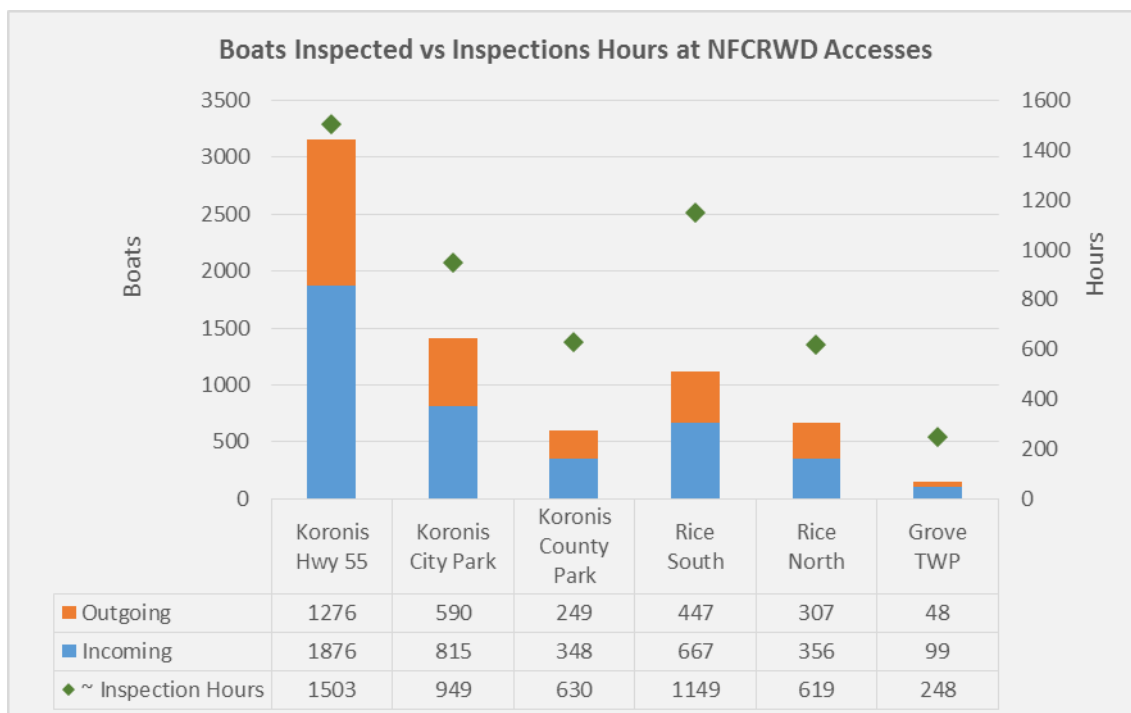 Boats Inspected vs Inspections Hours at NFCRWD Accesses
3500
3000
2500
2000
1500
1000
500
0
Boats
1600
1400
1200
1000
800
600
400
200
0
Hours
Koronis Hwy 55
Koronis City Park
Koronis County Park
Rice South
Rice North
Grove TWP
Outgoing 1276 590 249 447 307 48
Incoming 1876 815 348 667 356 99
~ Inspection Hours 1503 949 630 1149 619 248